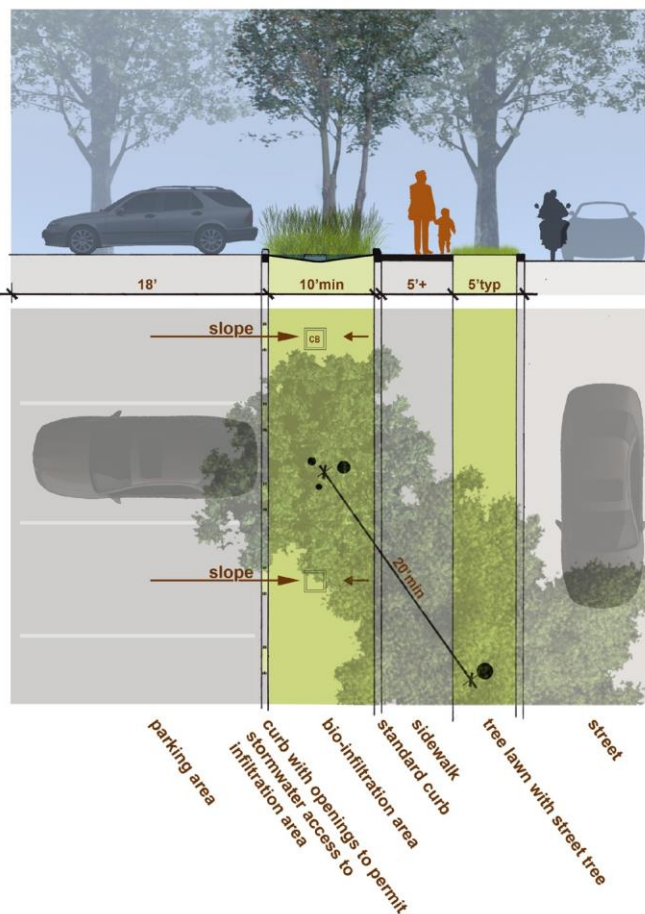 18'
10'min
5'+
5'typ
slope
CB
20'min
slope
parking area
curb with openings to permit
stormwater access to
infiltration area
bio-infiltration area
standard curb
sidewalk
tree lawn with street tree
street